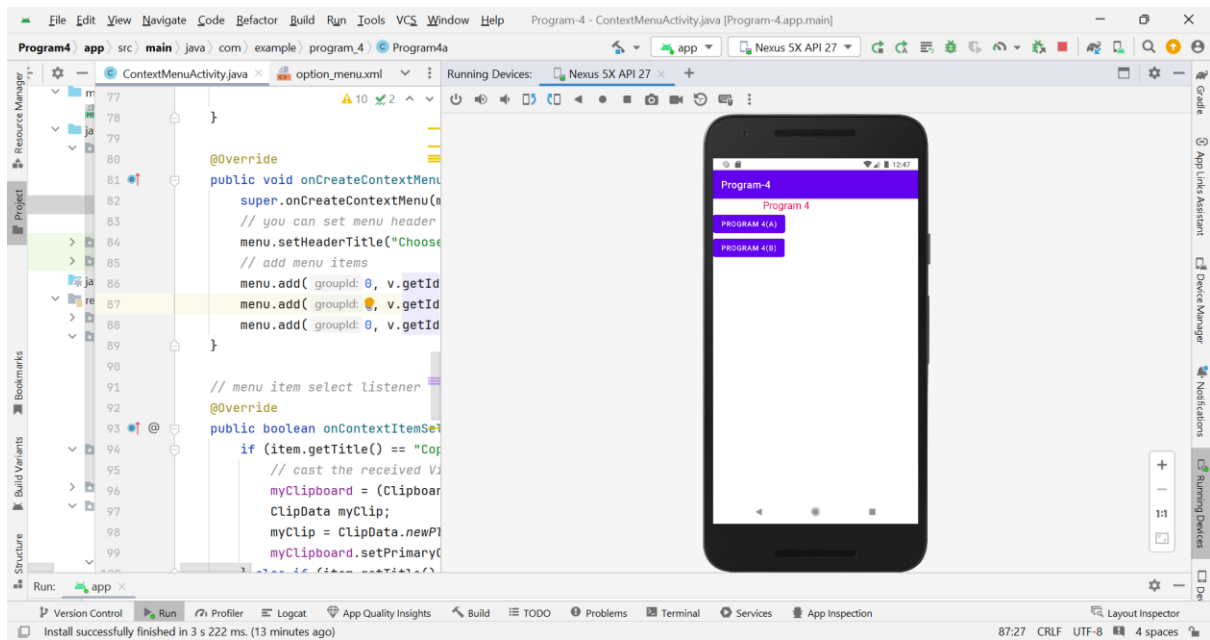 File Edit View Navigate Code Refactor Build Run Tools VCS Window Help Program-4 - ContextMenuActivity.java [Program-4.app.main]
Program4 app src main java com example program_4 Program4a app Nexus 5X API 27
ContextMenuActivity.java option_menu.xml Running Devices: Nexus 5X API 27
Resource Manager
Project
Bookmarks
Build Variants
Structure
m
ja
ja
re
10 2
77
78 }
79
80 @Override
81 public void onCreateContextMenu
82 super.onCreateContextMenu(m
83 // you can set menu header
84 menu.setHeaderTitle("Choose
85 // add menu items
86 menu.add( groupId: 0, v.getId
87 menu.add( groupId: , v.getId
88 menu.add( groupId: 0, v.getId
89 }
90
91 // menu item select listener
92 @Override
93 @ public boolean onContextItemSel
94 if (item.getTitle() == "Cop
95 // cast the received Vi
96 myClipboard = (Clipboar
97 ClipData myClip;
98 myClip = ClipData.newPl
99 myClipboard.setPrimaryC
12:47
Program-4
Program 4
PROGRAM 4(A)
PROGRAM 4(B)
1:1
Gradle
App Links Assistant
Device Manager
Notifications
Running Devices
De
Run: app
Version Control Run Profiler Logcat App Quality Insights Build TODO Problems Terminal Services App Inspection Layout Inspector
Install successfully finished in 3 s 222 ms. (13 minutes ago) 87:27 CRLF UTF-8 4 spaces